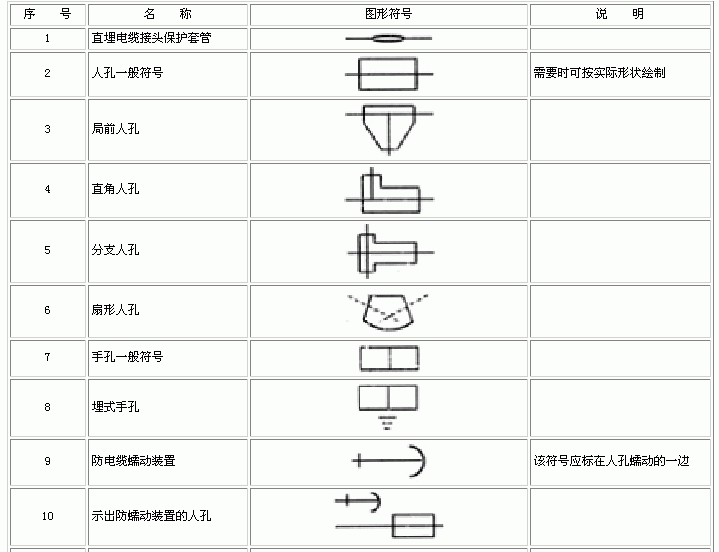 序 号 名 称 图形符号 说 明
1 直埋电缆接头保护套管
2 人孔一般符号 需要时可按实际形状绘制
3 局前人孔
4 直角人孔
5 分支人孔
6 扇形人孔
7 手孔一般符号
8 埋式手孔
9 防电缆蠕动装置 该符号应标在人孔蠕动的一边
10 示出防蠕动装置的人孔